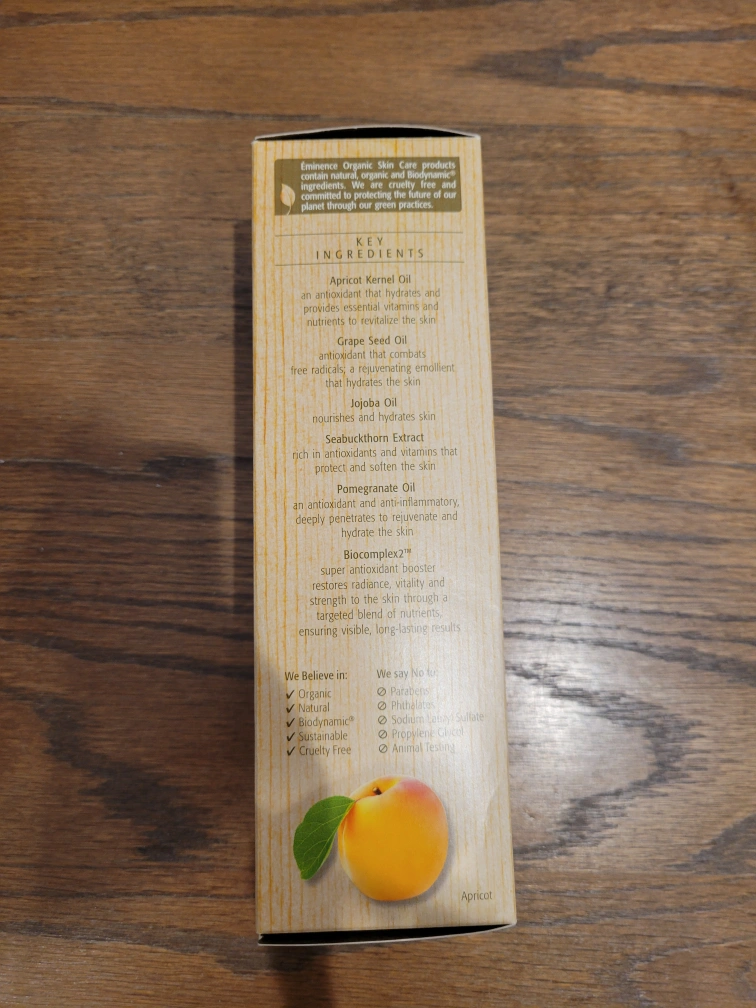 Éminence Organic Skin Care products
contain natural, organic and Biodynamic®
ingredients. We are cruelty free and
committed to protecting the future of our
planet through our green practices.
KEY
INGREDIENTS
Apricot Kernel Oil
an antioxidant that hydrates and
provides essential vitamins and
nutrients to revitalize the skin
Grape Seed Oil
antioxidant that combats
free radicals; a rejuvenating emollient
that hydrates the skin
Jojoba Oil
nourishes and hydrates skin
Seabuckthorn Extract
rich in antioxidants and vitamins that
protect and soften the skin
Pomegranate Oil
an antioxidant and anti-inflammatory,
deeply penetrates to rejuvenate and
hydrate the skin
Biocomplex2™
super antioxidant booster
restores radiance, vitality and
strength to the skin through a
targeted blend of nutrients,
ensuring visible, long-lasting results
We Believe in:
✓ Organic
✓ Natural
✓ Biodynamic®
✓ Sustainable
✓ Cruelty Free
We say No to:
⊘ Parabens
⊘ Phthalates
⊘ Sodium Lauryl Sulfate
⊘ Propylene Glycol
⊘ Animal Testing
Apricot